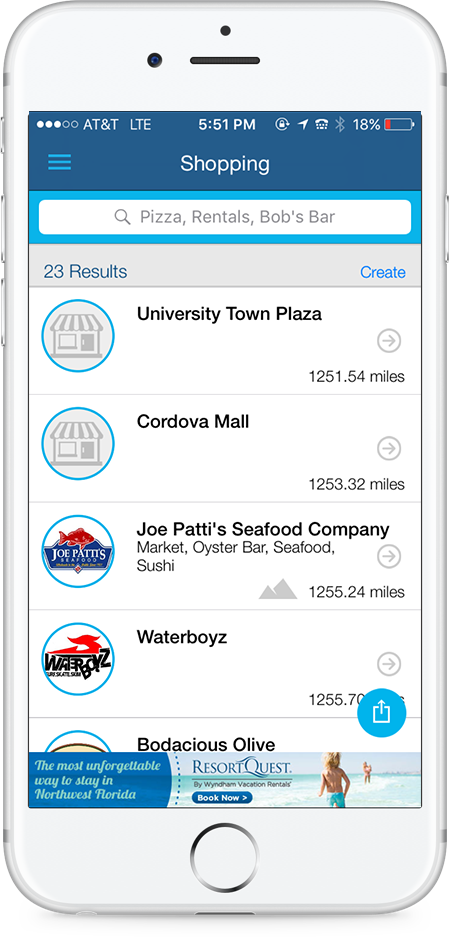 AT&T LTE 5:51 PM 18%
Shopping
Pizza, Rentals, Bob's Bar
23 Results Create
University Town Plaza
1251.54 miles
Cordova Mall
1253.32 miles
Joe Patti's Seafood Company
Market, Oyster Bar, Seafood,
Sushi
JOE PATTI'S
SEAFOOD
1255.24 miles
Waterboyz
WATERBOYZ
SURF.SKATE.SKIM
1255.70
Bodacious Olive
The most unforgettable
way to stay in
Northwest Florida
RESORTQUEST
By Wyndham Vacation Rentals
Book Now >